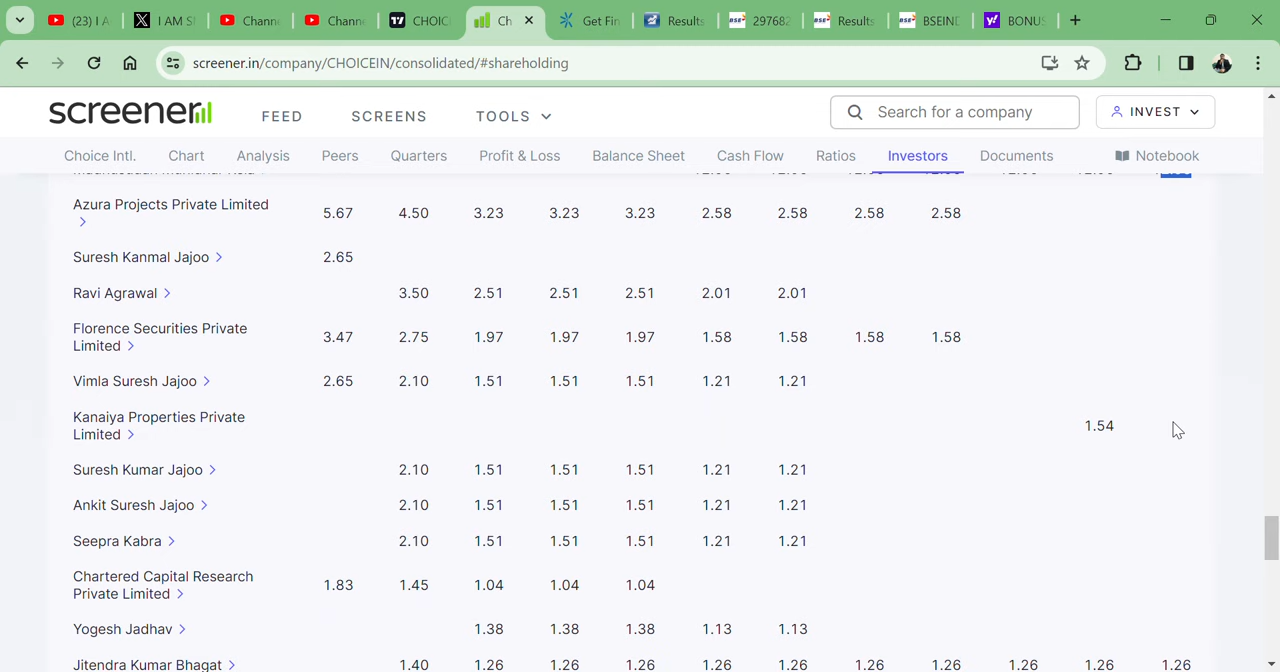 (23) I A
I AM S
Chann
Chann
CHOIC
Ch
Get Fin
Results
BSE 29768
BSE Results
BSE BSEIND
y! BONUS
screener.in/company/CHOICEIN/consolidated/#shareholding
screener
FEED
SCREENS
TOOLS
Search for a company
INVEST
Choice Intl.
Chart
Analysis
Peers
Quarters
Profit & Loss
Balance Sheet
Cash Flow
Ratios
Investors
Documents
Notebook
Azura Projects Private Limited > 5.67 4.50 3.23 3.23 3.23 2.58 2.58 2.58 2.58
Suresh Kanmal Jajoo > 2.65
Ravi Agrawal > 3.50 2.51 2.51 2.51 2.01 2.01
Florence Securities Private
Limited > 3.47 2.75 1.97 1.97 1.97 1.58 1.58 1.58 1.58
Vimla Suresh Jajoo > 2.65 2.10 1.51 1.51 1.51 1.21 1.21
Kanaiya Properties Private
Limited > 1.54
Suresh Kumar Jajoo > 2.10 1.51 1.51 1.51 1.21 1.21
Ankit Suresh Jajoo > 2.10 1.51 1.51 1.51 1.21 1.21
Seepra Kabra > 2.10 1.51 1.51 1.51 1.21 1.21
Chartered Capital Research
Private Limited > 1.83 1.45 1.04 1.04 1.04
Yogesh Jadhav > 1.38 1.38 1.38 1.13 1.13
Jitendra Kumar Bhagat > 1.40 1.26 1.26 1.26 1.26 1.26 1.26 1.26 1.26 1.26 1.26